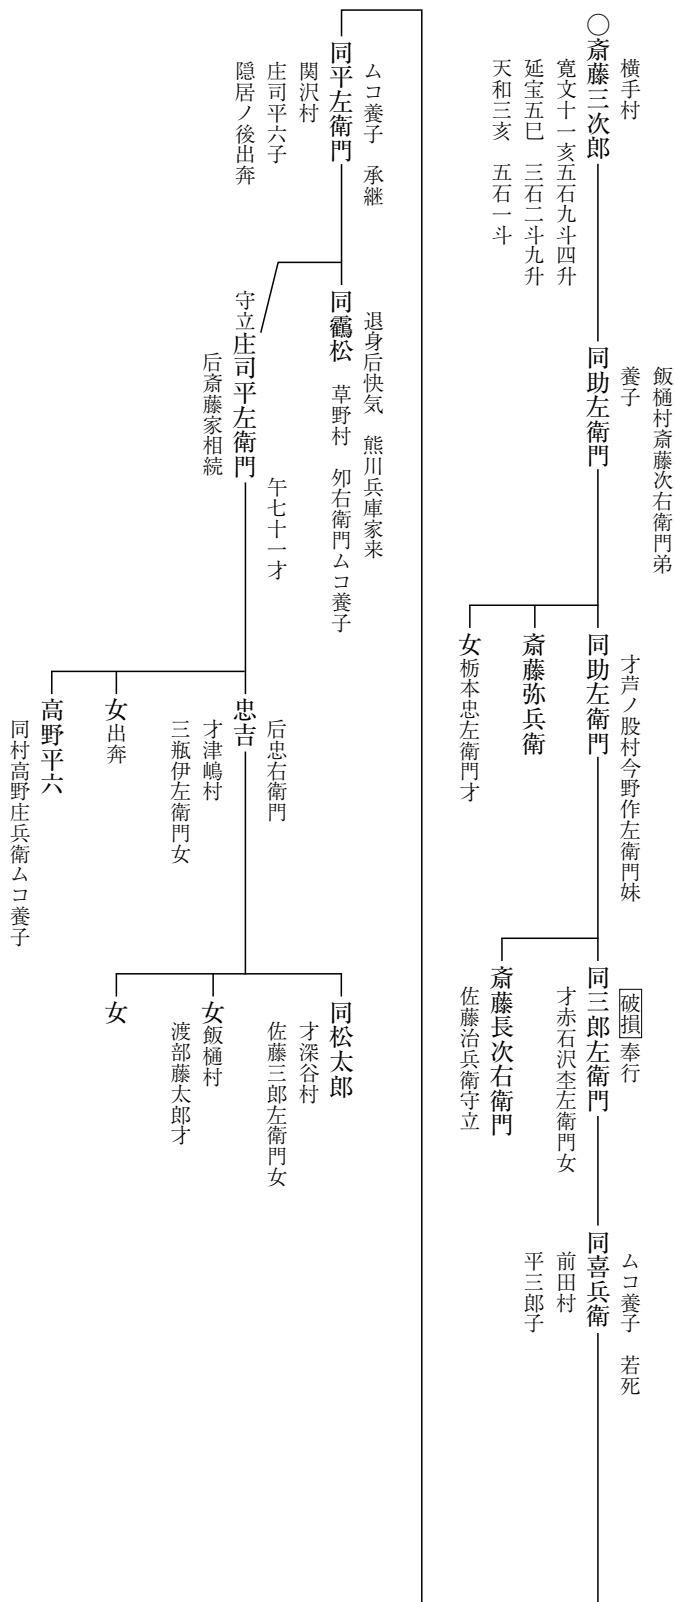 横手村
〇斎藤三次郎
寛文十一亥五石九斗四升
延宝五巳　三石二斗九升
天和三亥　五石一斗
飯樋村斎藤次右衛門弟
養子
同助左衛門
才芦ノ股村今野作左衛門妹
同助左衛門
斎藤弥兵衛
女栃本忠左衛門才
破損奉行
同三郎左衛門
才赤石沢杢左衛門女
斎藤長次右衛門
佐藤治兵衛守立
ムコ養子　若死
同喜兵衛
前田村
平三郎子
ムコ養子　承継
同平左衛門
関沢村
庄司平六子
隠居ノ後出奔
退身后快気　熊川兵庫家来
同靏松　草野村　夘右衛門ムコ養子
午七十一才
守立庄司平左衛門
后斎藤家相続
后忠右衛門
忠吉
才津嶋村
三瓶伊左衛門女
女出奔
高野平六
同村高野庄兵衛ムコ養子
同松太郎
才深谷村
佐藤三郎左衛門女
女飯樋村
渡部藤太郎才
女